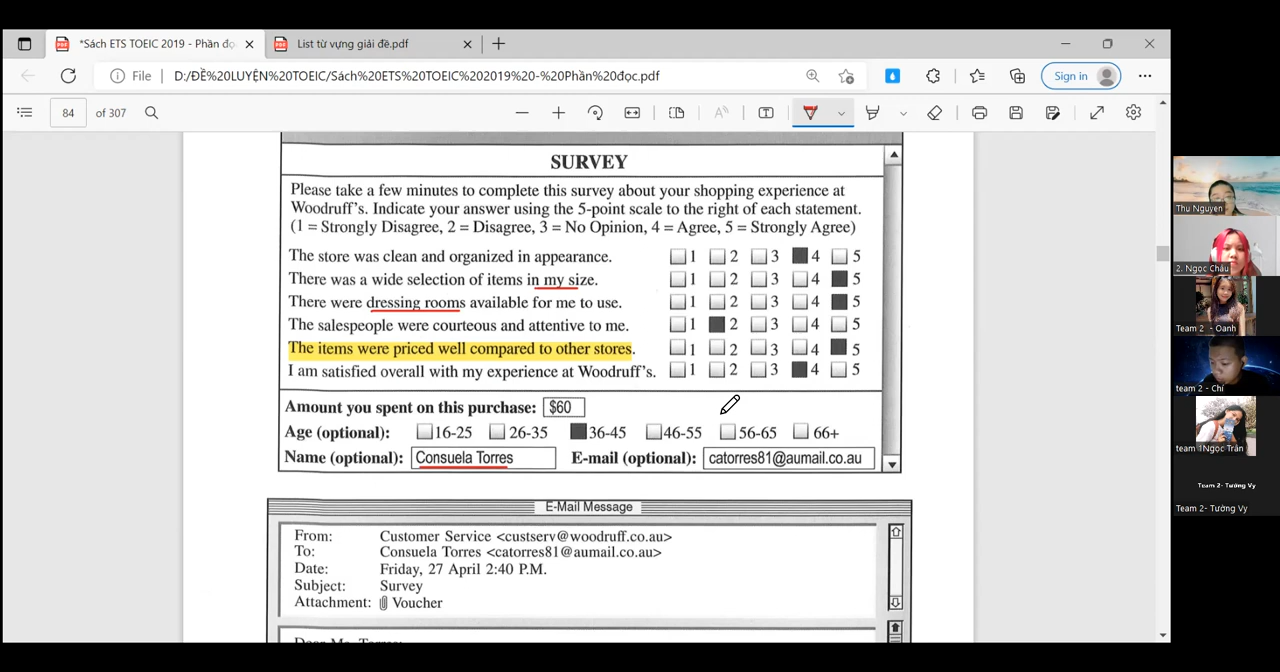 *Sách ETS TOEIC 2019 - Phần đọc
List từ vựng giải đề.pdf
File
D:/ĐỀ%20LUYỆN%20TOEIC/Sách%20ETS%20TOEIC%202019%20-%20Phần%20đọc.pdf
Sign in
84 of 307
SURVEY
Please take a few minutes to complete this survey about your shopping experience at
Woodruff's. Indicate your answer using the 5-point scale to the right of each statement.
(1 = Strongly Disagree, 2 = Disagree, 3 = No Opinion, 4 = Agree, 5 = Strongly Agree)
The store was clean and organized in appearance. 1 2 3 4 5
There was a wide selection of items in my size. 1 2 3 4 5
There were dressing rooms available for me to use. 1 2 3 4 5
The salespeople were courteous and attentive to me. 1 2 3 4 5
The items were priced well compared to other stores. 1 2 3 4 5
I am satisfied overall with my experience at Woodruff's. 1 2 3 4 5
Amount you spent on this purchase: $60
Age (optional): 16-25 26-35 36-45 46-55 56-65 66+
Name (optional): Consuela Torres E-mail (optional): catorres81@aumail.co.au
E-Mail Message
From: Customer Service <custserv@woodruff.co.au>
To: Consuela Torres <catorres81@aumail.co.au>
Date: Friday, 27 April 2:40 P.M.
Subject: Survey
Attachment: Voucher
Dear Ms. Torres:
Thu Nguyen
2. Ngọc Châu
Team 2 - Oanh
team 2 - Chí
team 1Ngọc Trân
Team 2- Tường Vy
Team 2- Tường Vy